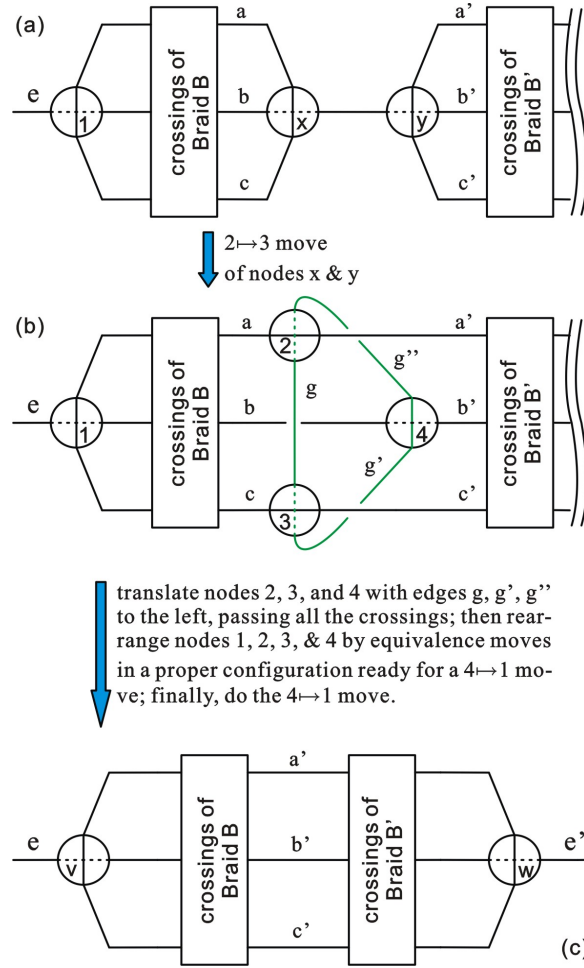 (a)
a
a'
e
1
crossings of
Braid B
b
x
y
b'
crossings of
Braid B'
c
c'
2↦3 move
of nodes x & y
(b)
a
2
a'
g''
e
1
crossings of
Braid B
b
g
4
b'
crossings of
Braid B'
g'
c
3
c'
translate nodes 2, 3, and 4 with edges g, g', g''
to the left, passing all the crossings; then rear-
range nodes 1, 2, 3, & 4 by equivalence moves
in a proper configuration ready for a 4↦1 mo-
ve; finally, do the 4↦1 move.
a'
e
v
crossings of
Braid B
b'
crossings of
Braid B'
w
e'
c'
(c)